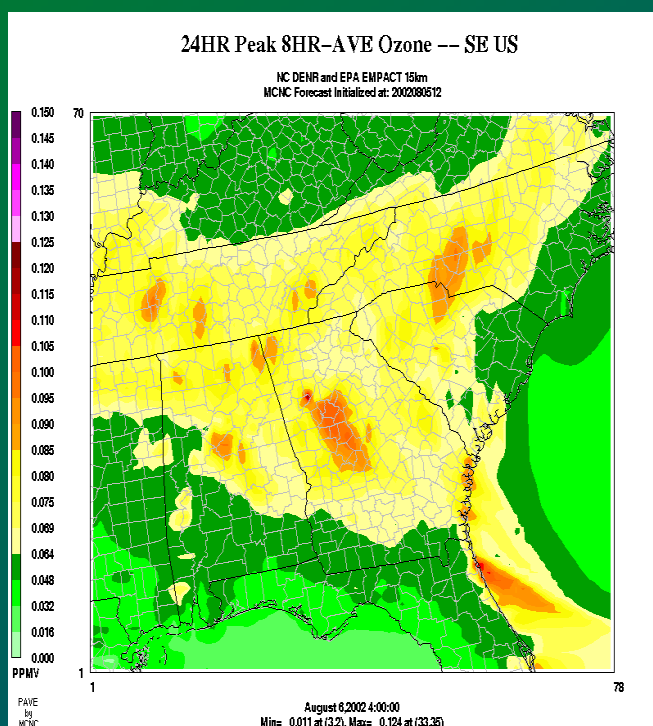 24HR Peak 8HR-AVE Ozone -- SE US
NC DENR and EPA EMPACT 15km
MCNC Forecast Initialized at: 2002080512
0.150
0.145
0.140
0.135
0.130
0.125
0.120
0.115
0.110
0.105
0.100
0.095
0.090
0.085
0.080
0.075
0.069
0.064
0.048
0.032
0.016
0.000
PPMV
70
1
1
78
PAVE
by
MCNC
August 6,2002 4:00:00
Min= 0.011 at (3,2), Max= 0.124 at (33,35)